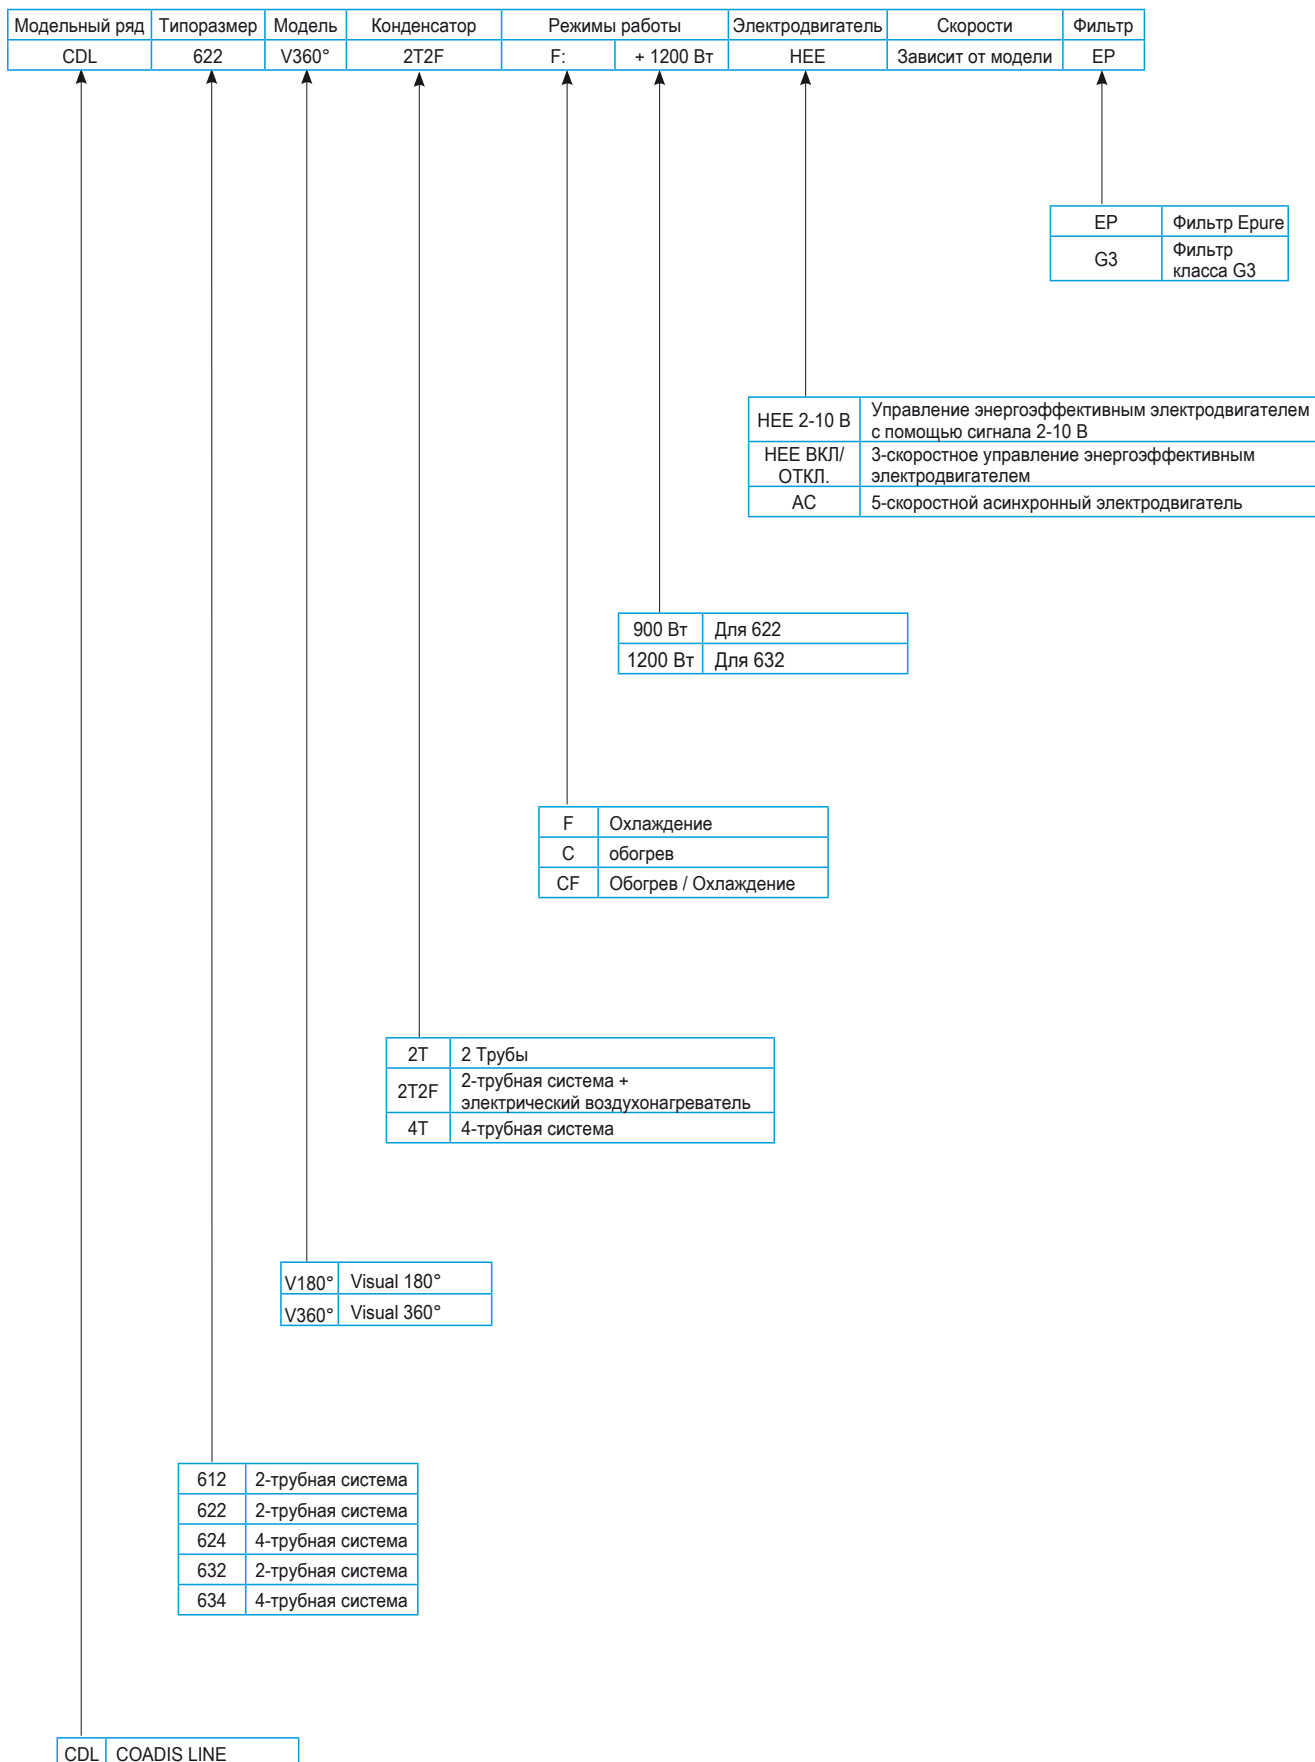 Модельный ряд Типоразмер Модель Конденсатор Режимы работы Электродвигатель Скорости Фильтр
CDL 622 V360° 2T2F F: + 1200 Вт HEE Зависит от модели EP
EP Фильтр Epure
G3 Фильтр
класса G3
HEE 2-10 В Управление энергоэффективным электродвигателем
с помощью сигнала 2-10 В
HEE ВКЛ/
ОТКЛ.
3-скоростное управление энергоэффективным
электродвигателем
AC 5-скоростной асинхронный электродвигатель
900 Вт Для 622
1200 Вт Для 632
F Охлаждение
C обогрев
CF Обогрев / Охлаждение
2T 2 Трубы
2T2F 2-трубная система +
электрический воздухонагреватель
4T 4-трубная система
V180° Visual 180°
V360° Visual 360°
612 2-трубная система
622 2-трубная система
624 4-трубная система
632 2-трубная система
634 4-трубная система
CDL COADIS LINE